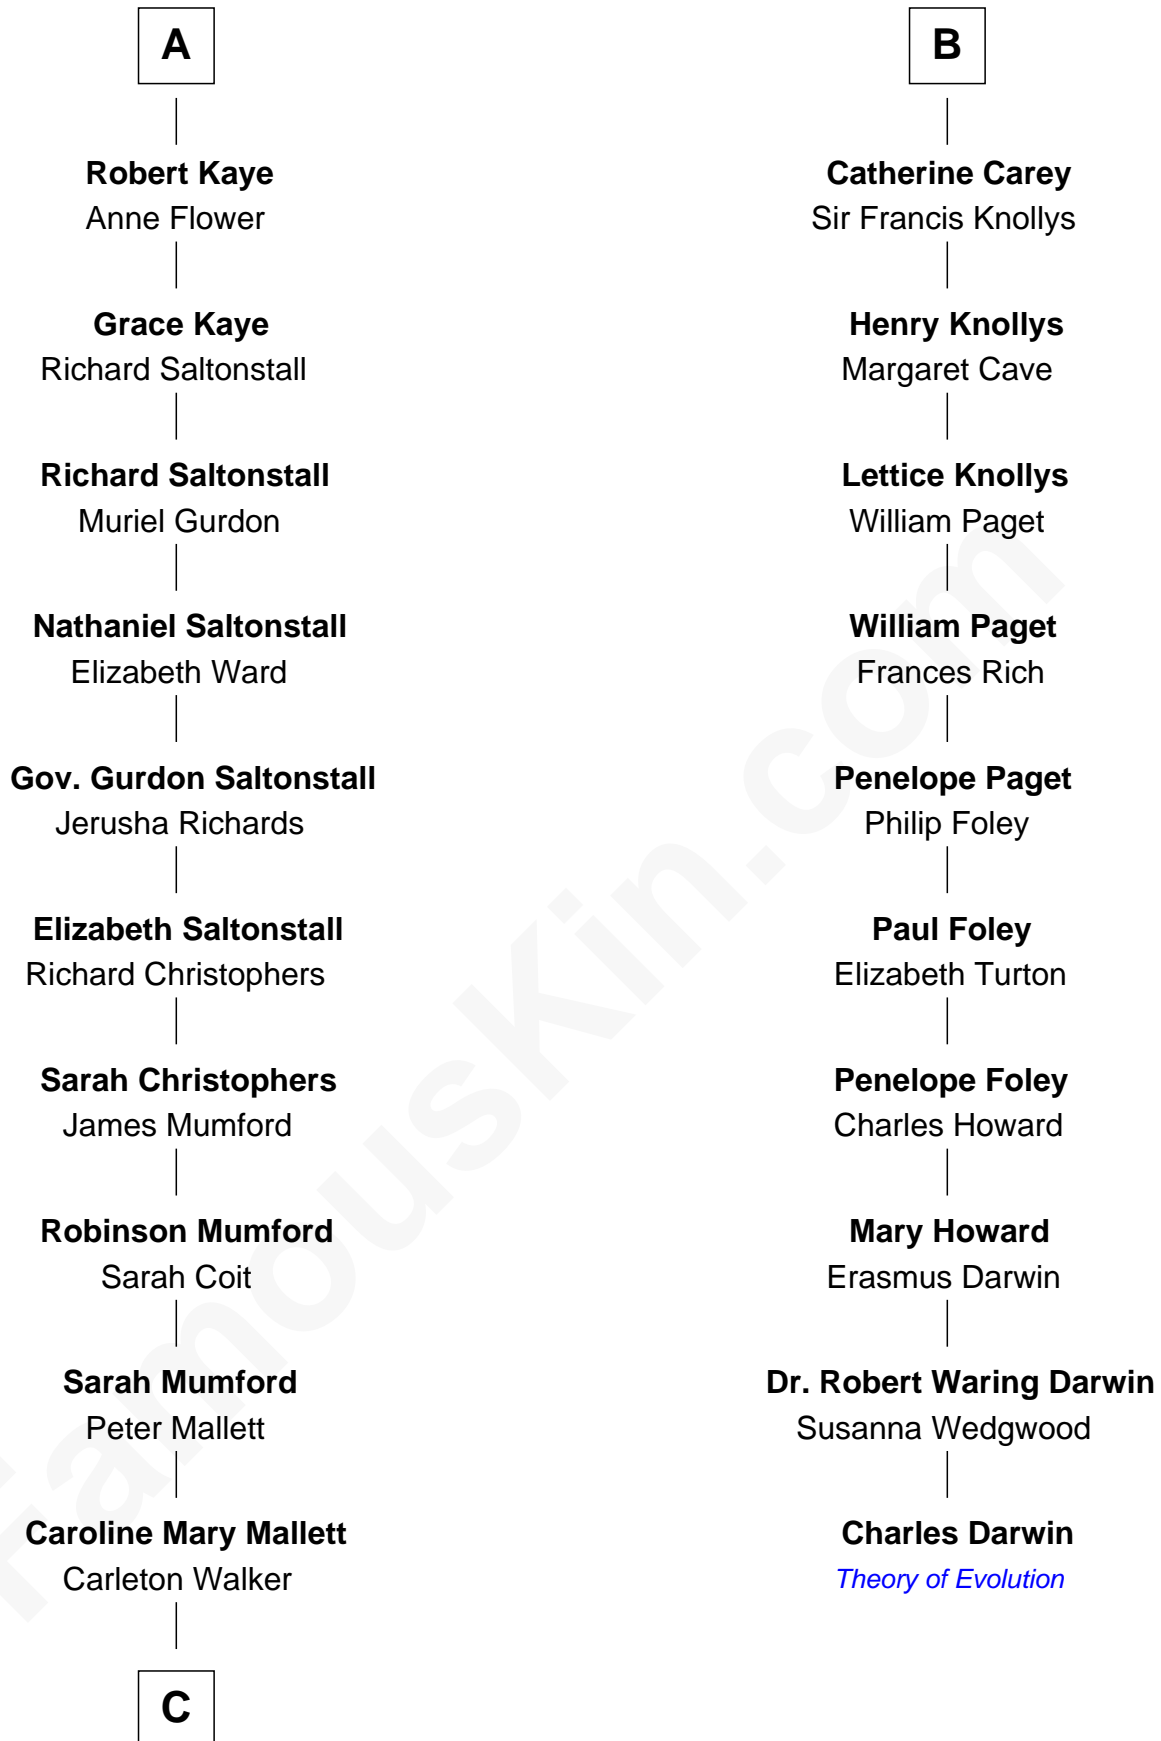 A
Robert Kaye
Anne Flower
Grace Kaye
Richard Saltonstall
Richard Saltonstall
Muriel Gurdon
Nathaniel Saltonstall
Elizabeth Ward
Gov. Gurdon Saltonstall
Jerusha Richards
Elizabeth Saltonstall
Richard Christophers
Sarah Christophers
James Mumford
Robinson Mumford
Sarah Coit
Sarah Mumford
Peter Mallett
Caroline Mary Mallett
Carleton Walker
C
B
Catherine Carey
Sir Francis Knollys
Henry Knollys
Margaret Cave
Lettice Knollys
William Paget
William Paget
Frances Rich
Penelope Paget
Philip Foley
Paul Foley
Elizabeth Turton
Penelope Foley
Charles Howard
Mary Howard
Erasmus Darwin
Dr. Robert Waring Darwin
Susanna Wedgwood
Charles Darwin
Theory of Evolution
FamousKin.com